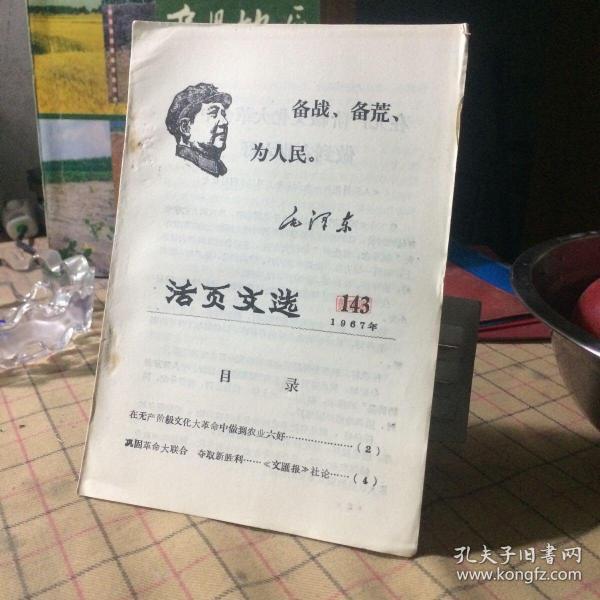 备战、备荒、
为人民。
毛泽东
活页文选
143
1967年
目 录
在无产阶级文化大革命中做到农业六好…………………(2)
巩固革命大联合 夺取新胜利……《文匯报》社论……(4)
孔夫子旧书网
www.kongfz.com